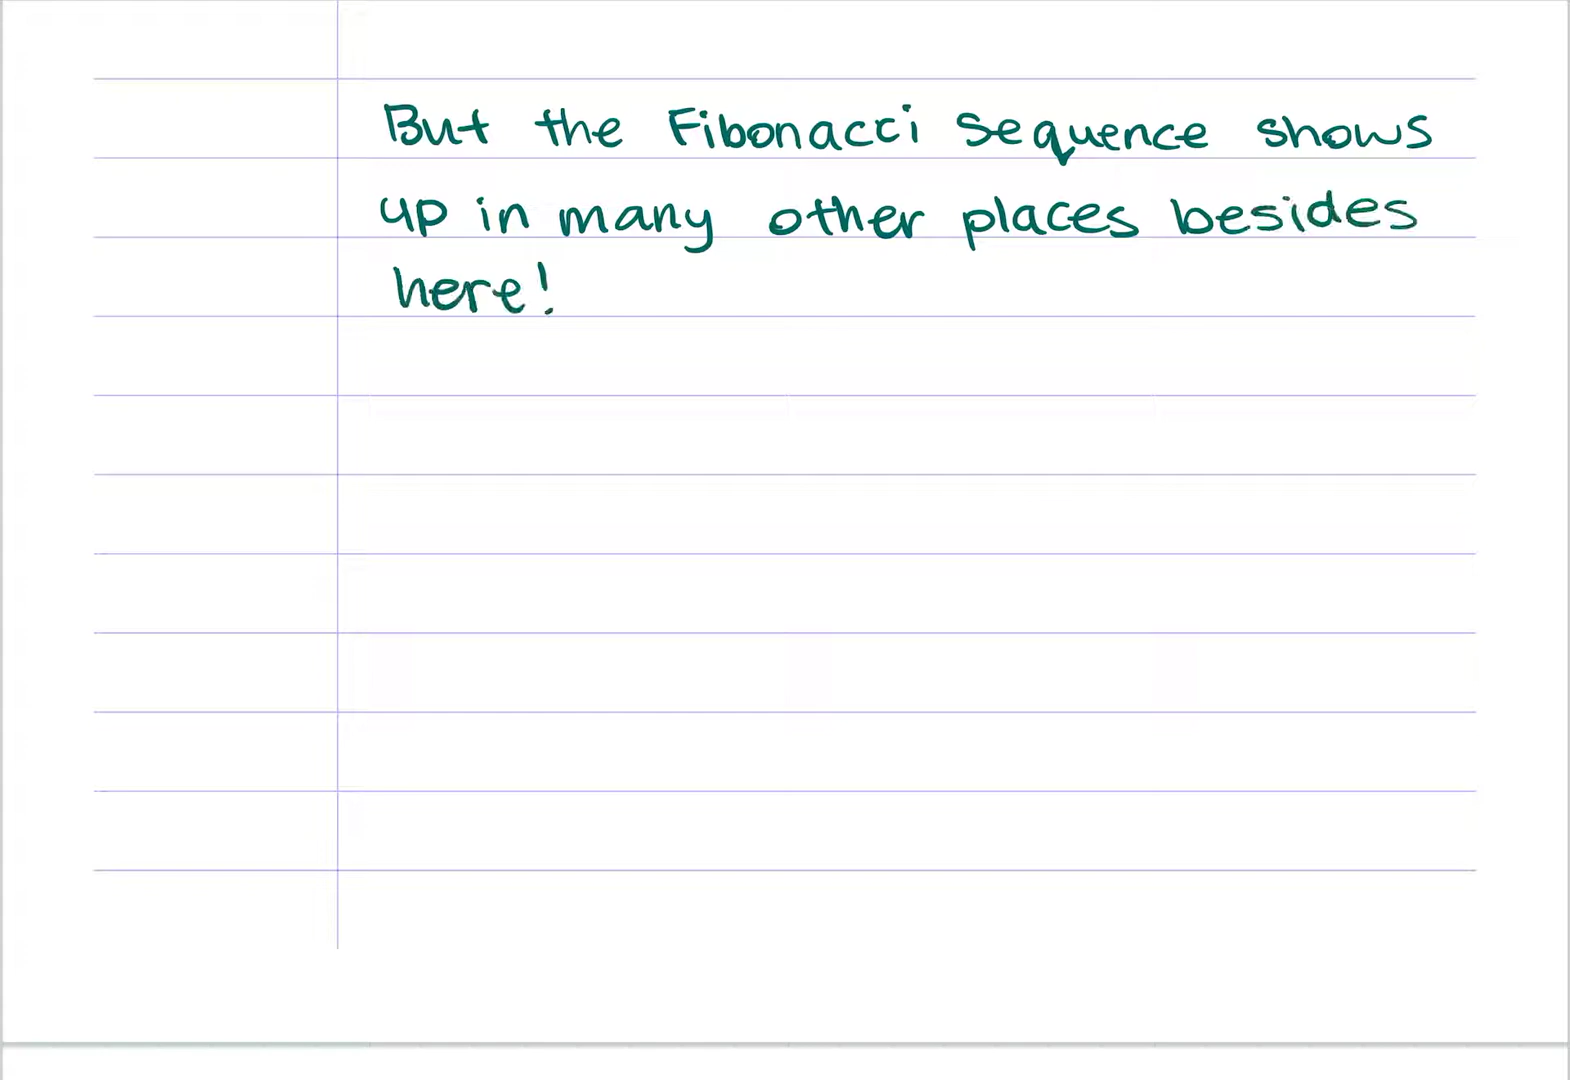 But the Fibonacci Sequence shows
up in many other places besides
here!